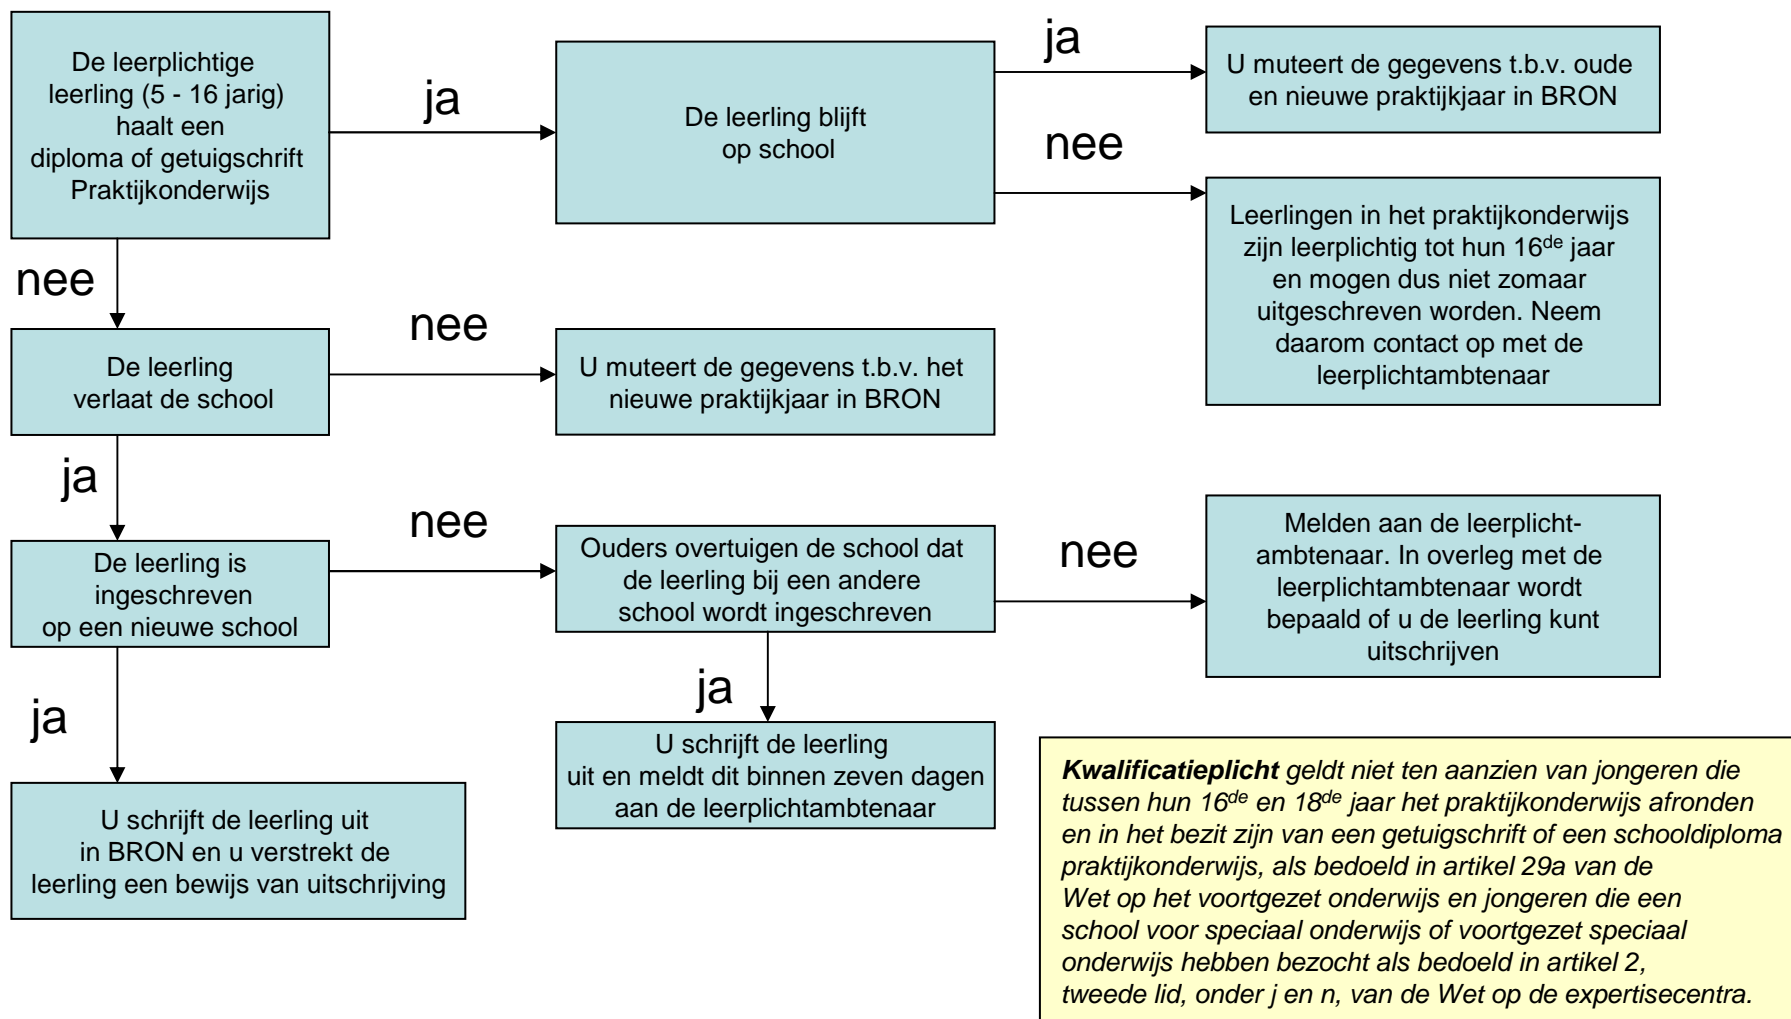 De leerplichtige
leerling (5 - 16 jarig)
haalt een
diploma of getuigschrift
Praktijkonderwijs
ja
De leerling blijft
op school
ja
U muteert de gegevens t.b.v. oude
en nieuwe praktijkjaar in BRON
nee
Leerlingen in het praktijkonderwijs
zijn leerplichtig tot hun 16de jaar
en mogen dus niet zomaar
uitgeschreven worden. Neem
daarom contact op met de
leerplichtambtenaar
nee
De leerling
verlaat de school
nee
U muteert de gegevens t.b.v. het
nieuwe praktijkjaar in BRON
ja
De leerling is
ingeschreven
op een nieuwe school
nee
Ouders overtuigen de school dat
de leerling bij een andere
school wordt ingeschreven
nee
Melden aan de leerplicht-
ambtenaar. In overleg met de
leerplichtambtenaar wordt
bepaald of u de leerling kunt
uitschrijven
ja
U schrijft de leerling uit
in BRON en u verstrekt de
leerling een bewijs van uitschrijving
ja
U schrijft de leerling
uit en meldt dit binnen zeven dagen
aan de leerplichtambtenaar
Kwalificatieplicht geldt niet ten aanzien van jongeren die
tussen hun 16de en 18de jaar het praktijkonderwijs afronden
en in het bezit zijn van een getuigschrift of een schooldiploma
praktijkonderwijs, als bedoeld in artikel 29a van de
Wet op het voortgezet onderwijs en jongeren die een
school voor speciaal onderwijs of voortgezet speciaal
onderwijs hebben bezocht als bedoeld in artikel 2,
tweede lid, onder j en n, van de Wet op de expertisecentra.